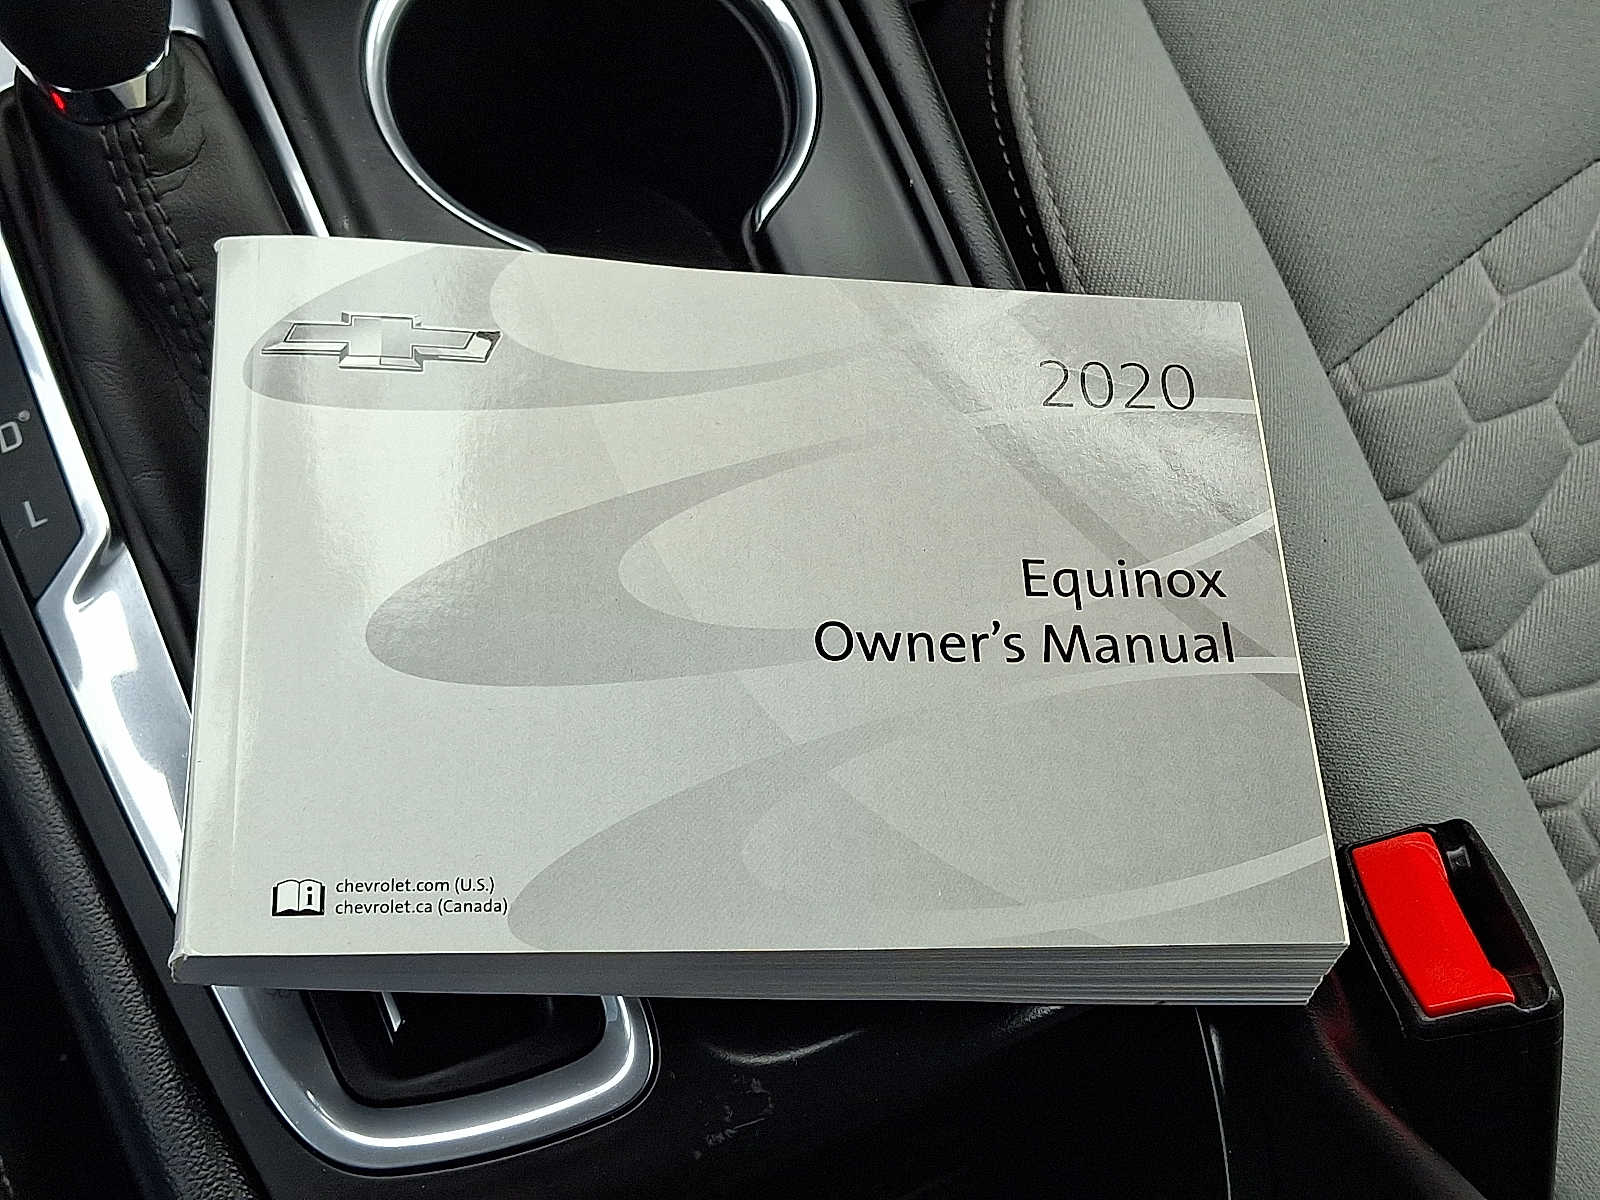 2020
Equinox
Owner's Manual
chevrolet.com (U.S.)
chevrolet.ca (Canada)
D
L